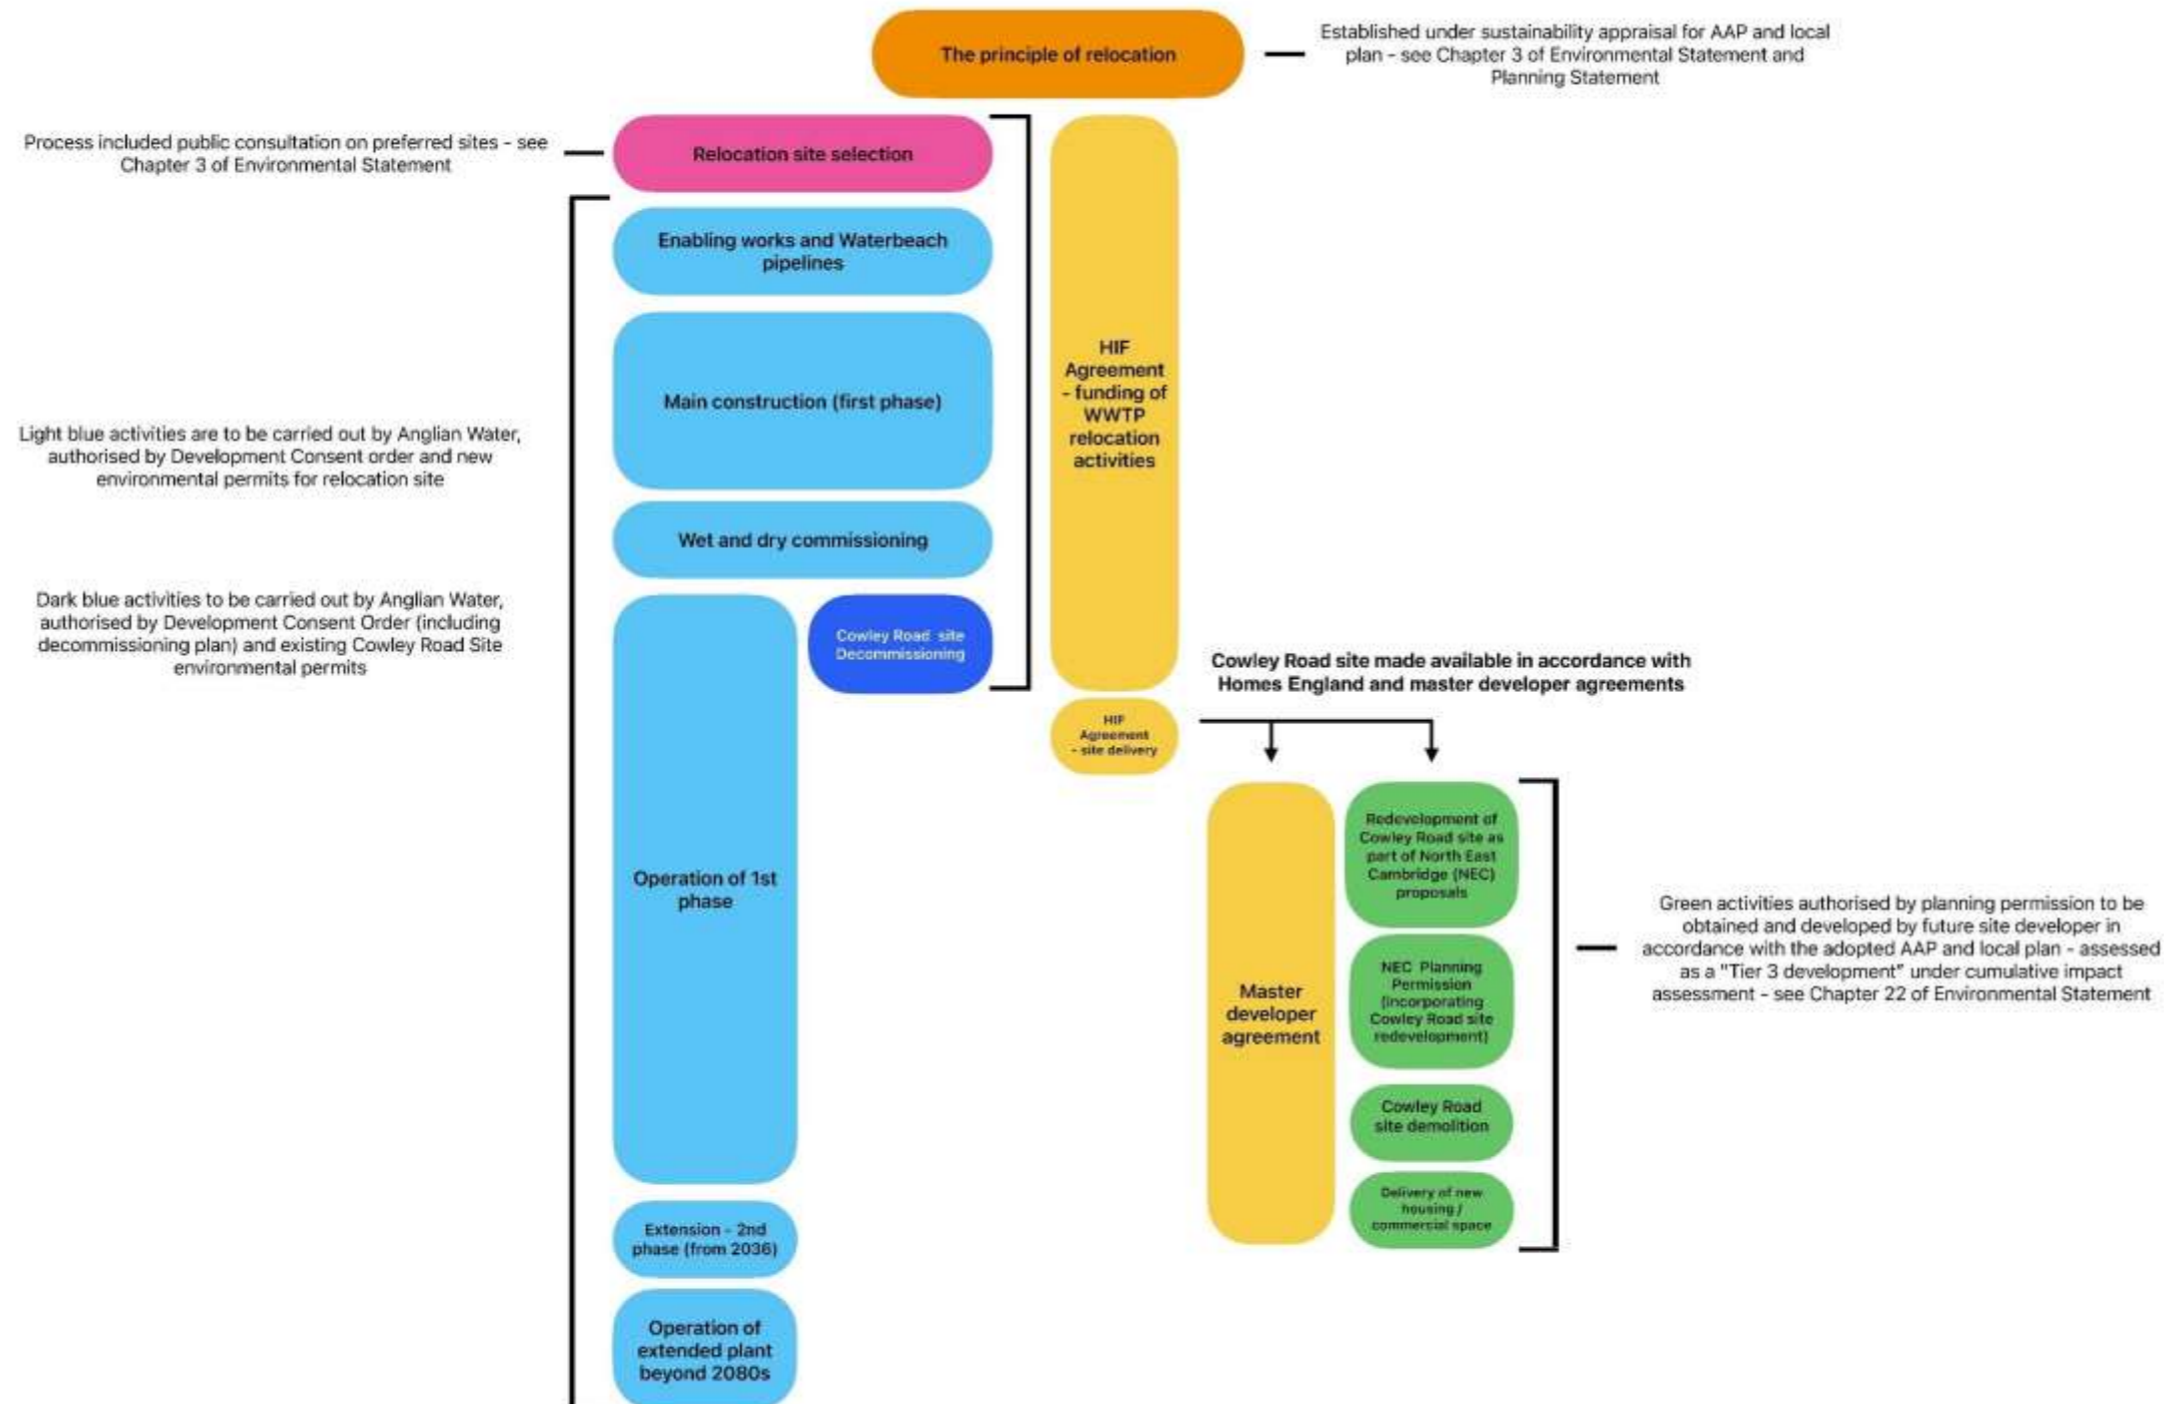 The principle of relocation
Established under sustainability appraisal for AAP and local
plan - see Chapter 3 of Environmental Statement and
Planning Statement
Process included public consultation on preferred sites - see
Chapter 3 of Environmental Statement
Relocation site selection
Enabling works and Waterbeach
pipelines
Main construction (first phase)
HIF
Agreement
- funding of
WWTP
relocation
activities
Light blue activities are to be carried out by Anglian Water,
authorised by Development Consent order and new
environmental permits for relocation site
Wet and dry commissioning
Dark blue activities to be carried out by Anglian Water,
authorised by Development Consent Order (including
decommissioning plan) and existing Cowley Road Site
environmental permits
Cowley Road site
Decommissioning
Cowley Road site made available in accordance with
Homes England and master developer agreements
HIF
Agreement
- site delivery
Operation of 1st
phase
Redevelopment of
Cowley Road site as
part of North East
Cambridge (NEC)
proposals
Master
developer
agreement
NEC Planning
Permission
(incorporating
Cowley Road site
redevelopment)
Cowley Road
site demolition
Delivery of new
housing /
commercial space
Green activities authorised by planning permission to be
obtained and developed by future site developer in
accordance with the adopted AAP and local plan - assessed
as a "Tier 3 development" under cumulative impact
assessment - see Chapter 22 of Environmental Statement
Extension - 2nd
phase (from 2036)
Operation of
extended plant
beyond 2080s